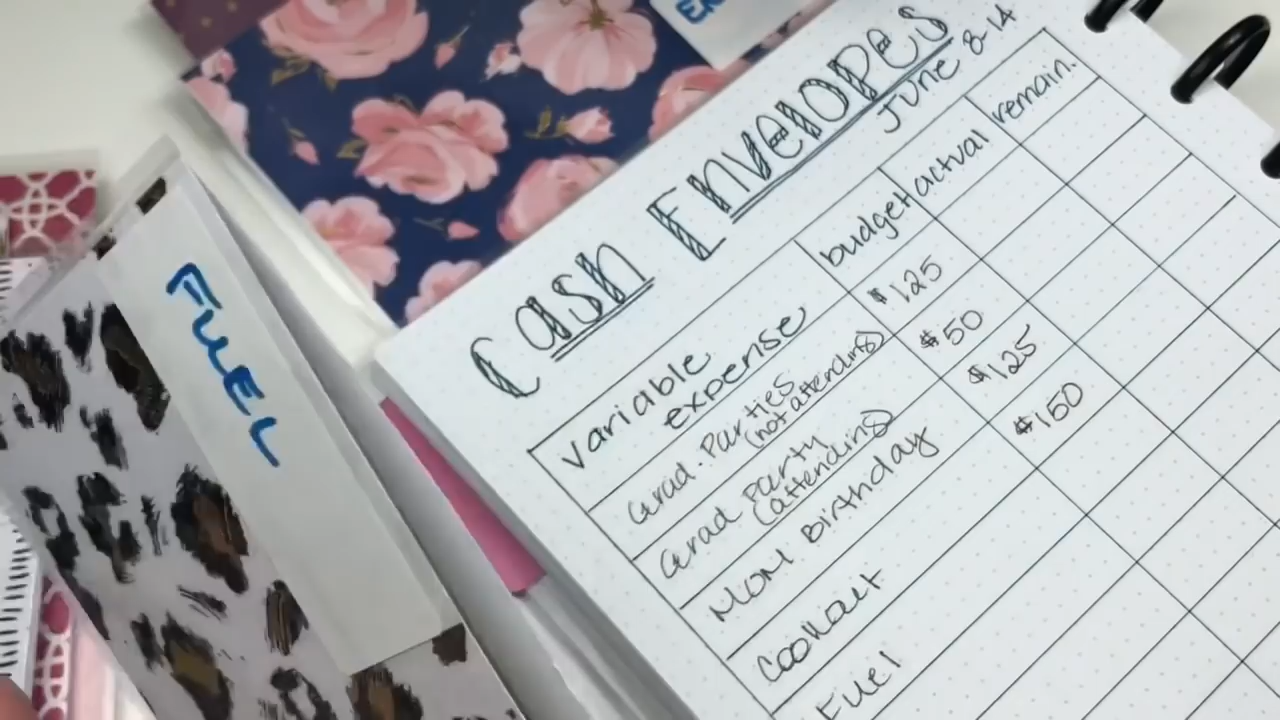 Cash Envelopes
June 8-14
variable expense budget actual remain.
Grad. Parties (not attending) $125
Grad party (attending) $50
Mom Birthday $125
Cookout $150
Fuel
FUEL